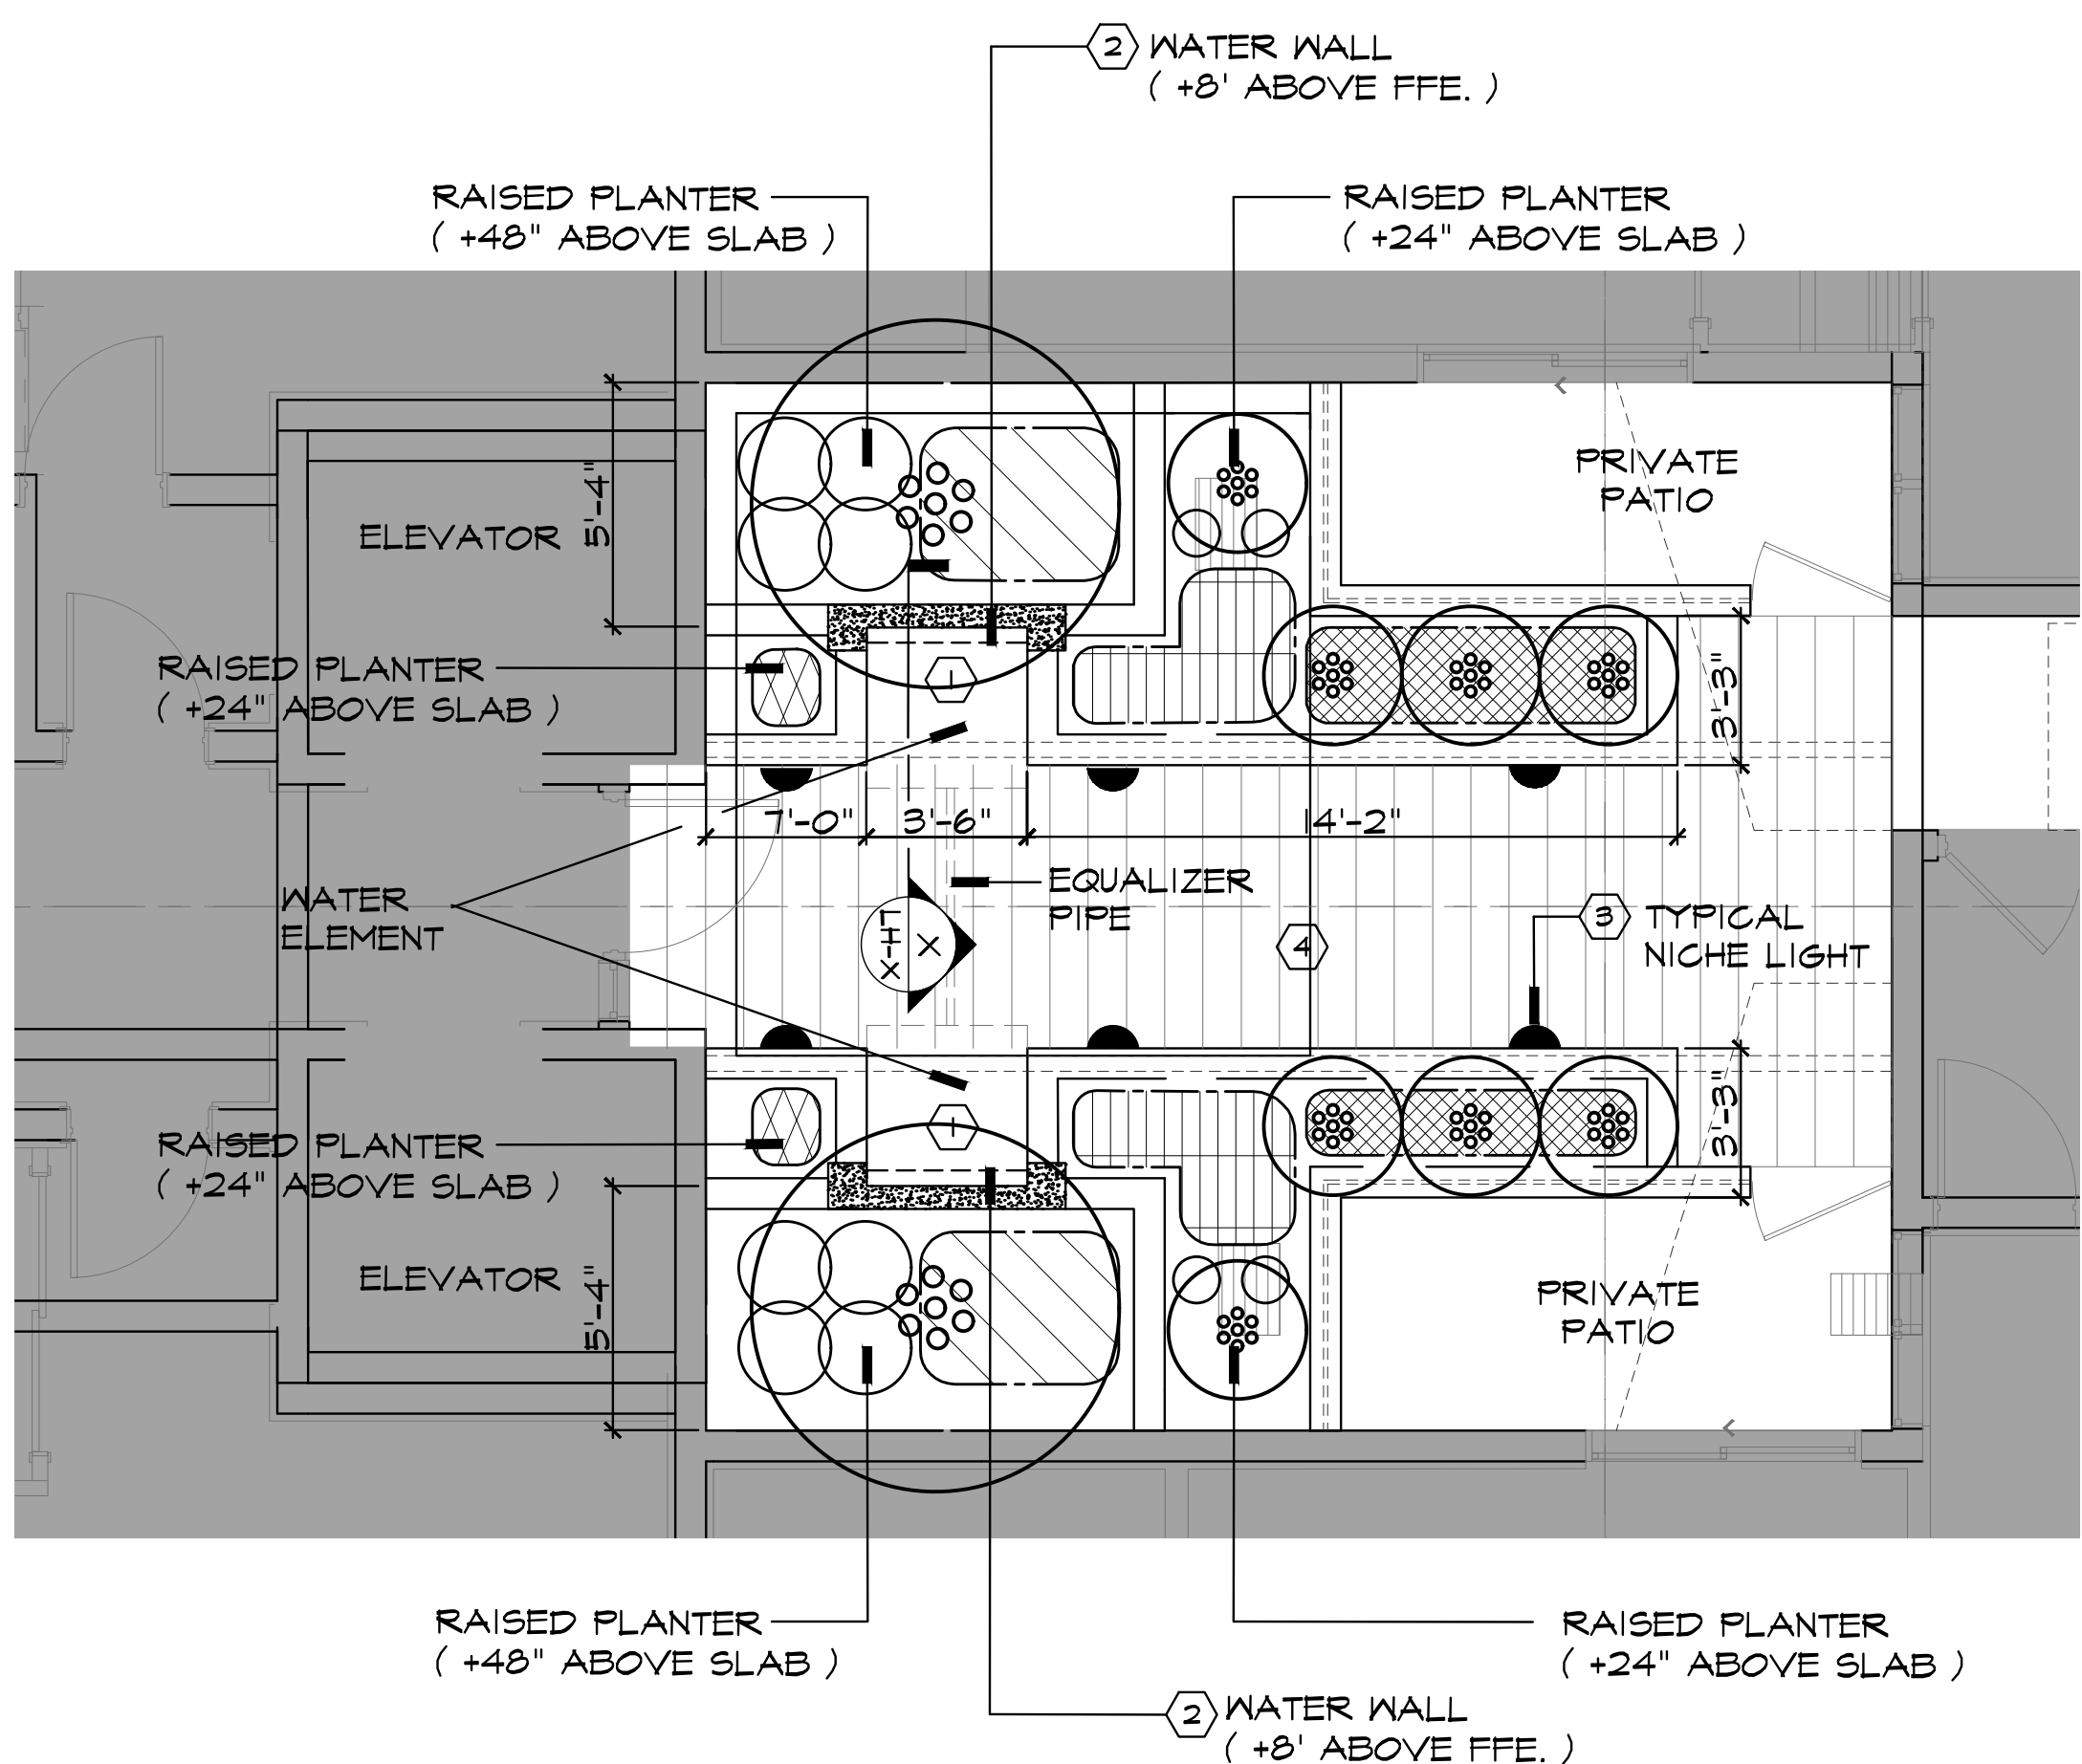 2 WATER WALL
( +8' ABOVE FFE. )
RAISED PLANTER
( +48" ABOVE SLAB )
RAISED PLANTER
( +24" ABOVE SLAB )
PRIVATE
PATIO
ELEVATOR
5'-4"
RAISED PLANTER
( +24" ABOVE SLAB )
1
3'-3"
7'-0"
3'-6"
14'-2"
WATER
ELEMENT
EQUALIZER
PIPE
X
X-HL
4
3 TYPICAL
NICHE LIGHT
RAISED PLANTER
( +24" ABOVE SLAB )
1
3'-3"
ELEVATOR
5'-4"
PRIVATE
PATIO
RAISED PLANTER
( +48" ABOVE SLAB )
RAISED PLANTER
( +24" ABOVE SLAB )
2 WATER WALL
( +8' ABOVE FFE. )